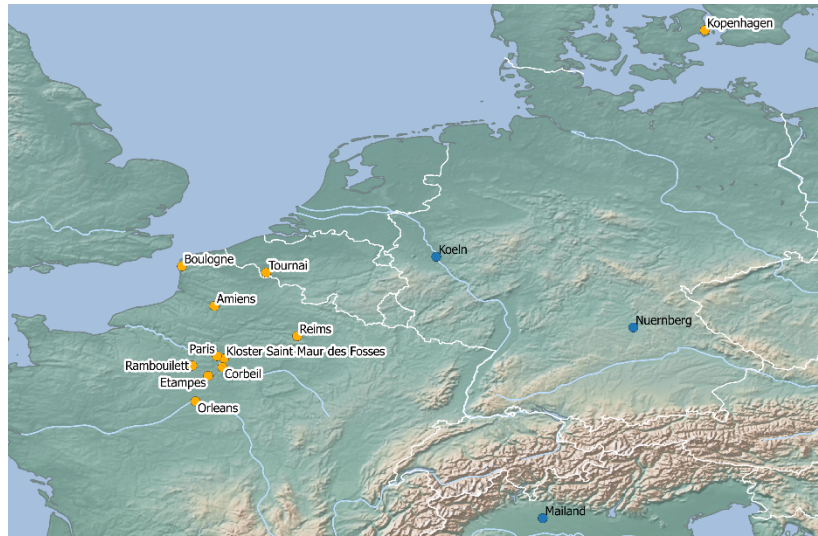 Kopenhagen
Koeln
Boulogne
Tournai
Amiens
Nuernberg
Reims
Paris
Kloster Saint Maur des Fosses
Rambouilett
Corbeil
Etampes
Orleans
Mailand